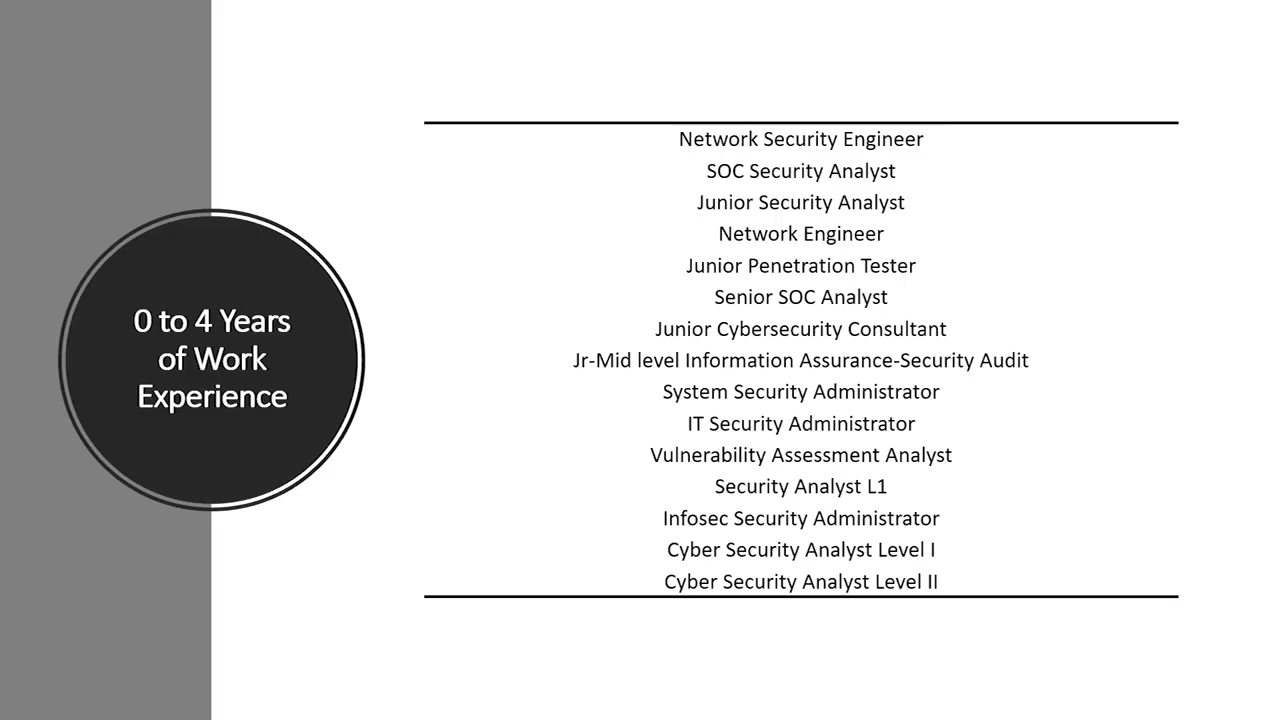 0 to 4 Years
of Work
Experience
Network Security Engineer
SOC Security Analyst
Junior Security Analyst
Network Engineer
Junior Penetration Tester
Senior SOC Analyst
Junior Cybersecurity Consultant
Jr-Mid level Information Assurance-Security Audit
System Security Administrator
IT Security Administrator
Vulnerability Assessment Analyst
Security Analyst L1
Infosec Security Administrator
Cyber Security Analyst Level I
Cyber Security Analyst Level II